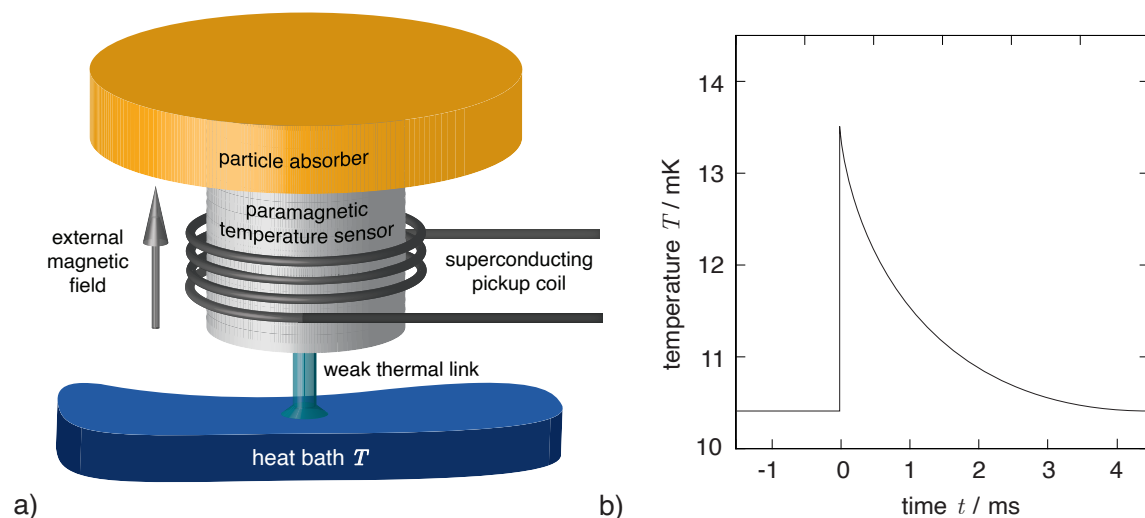 particle absorber
paramagnetic
temperature sensor
external
magnetic
field
superconducting
pickup coil
weak thermal link
heat bath T
a)
temperature T / mK
14
13
12
11
10
-1 0 1 2 3 4
time t / ms
b)